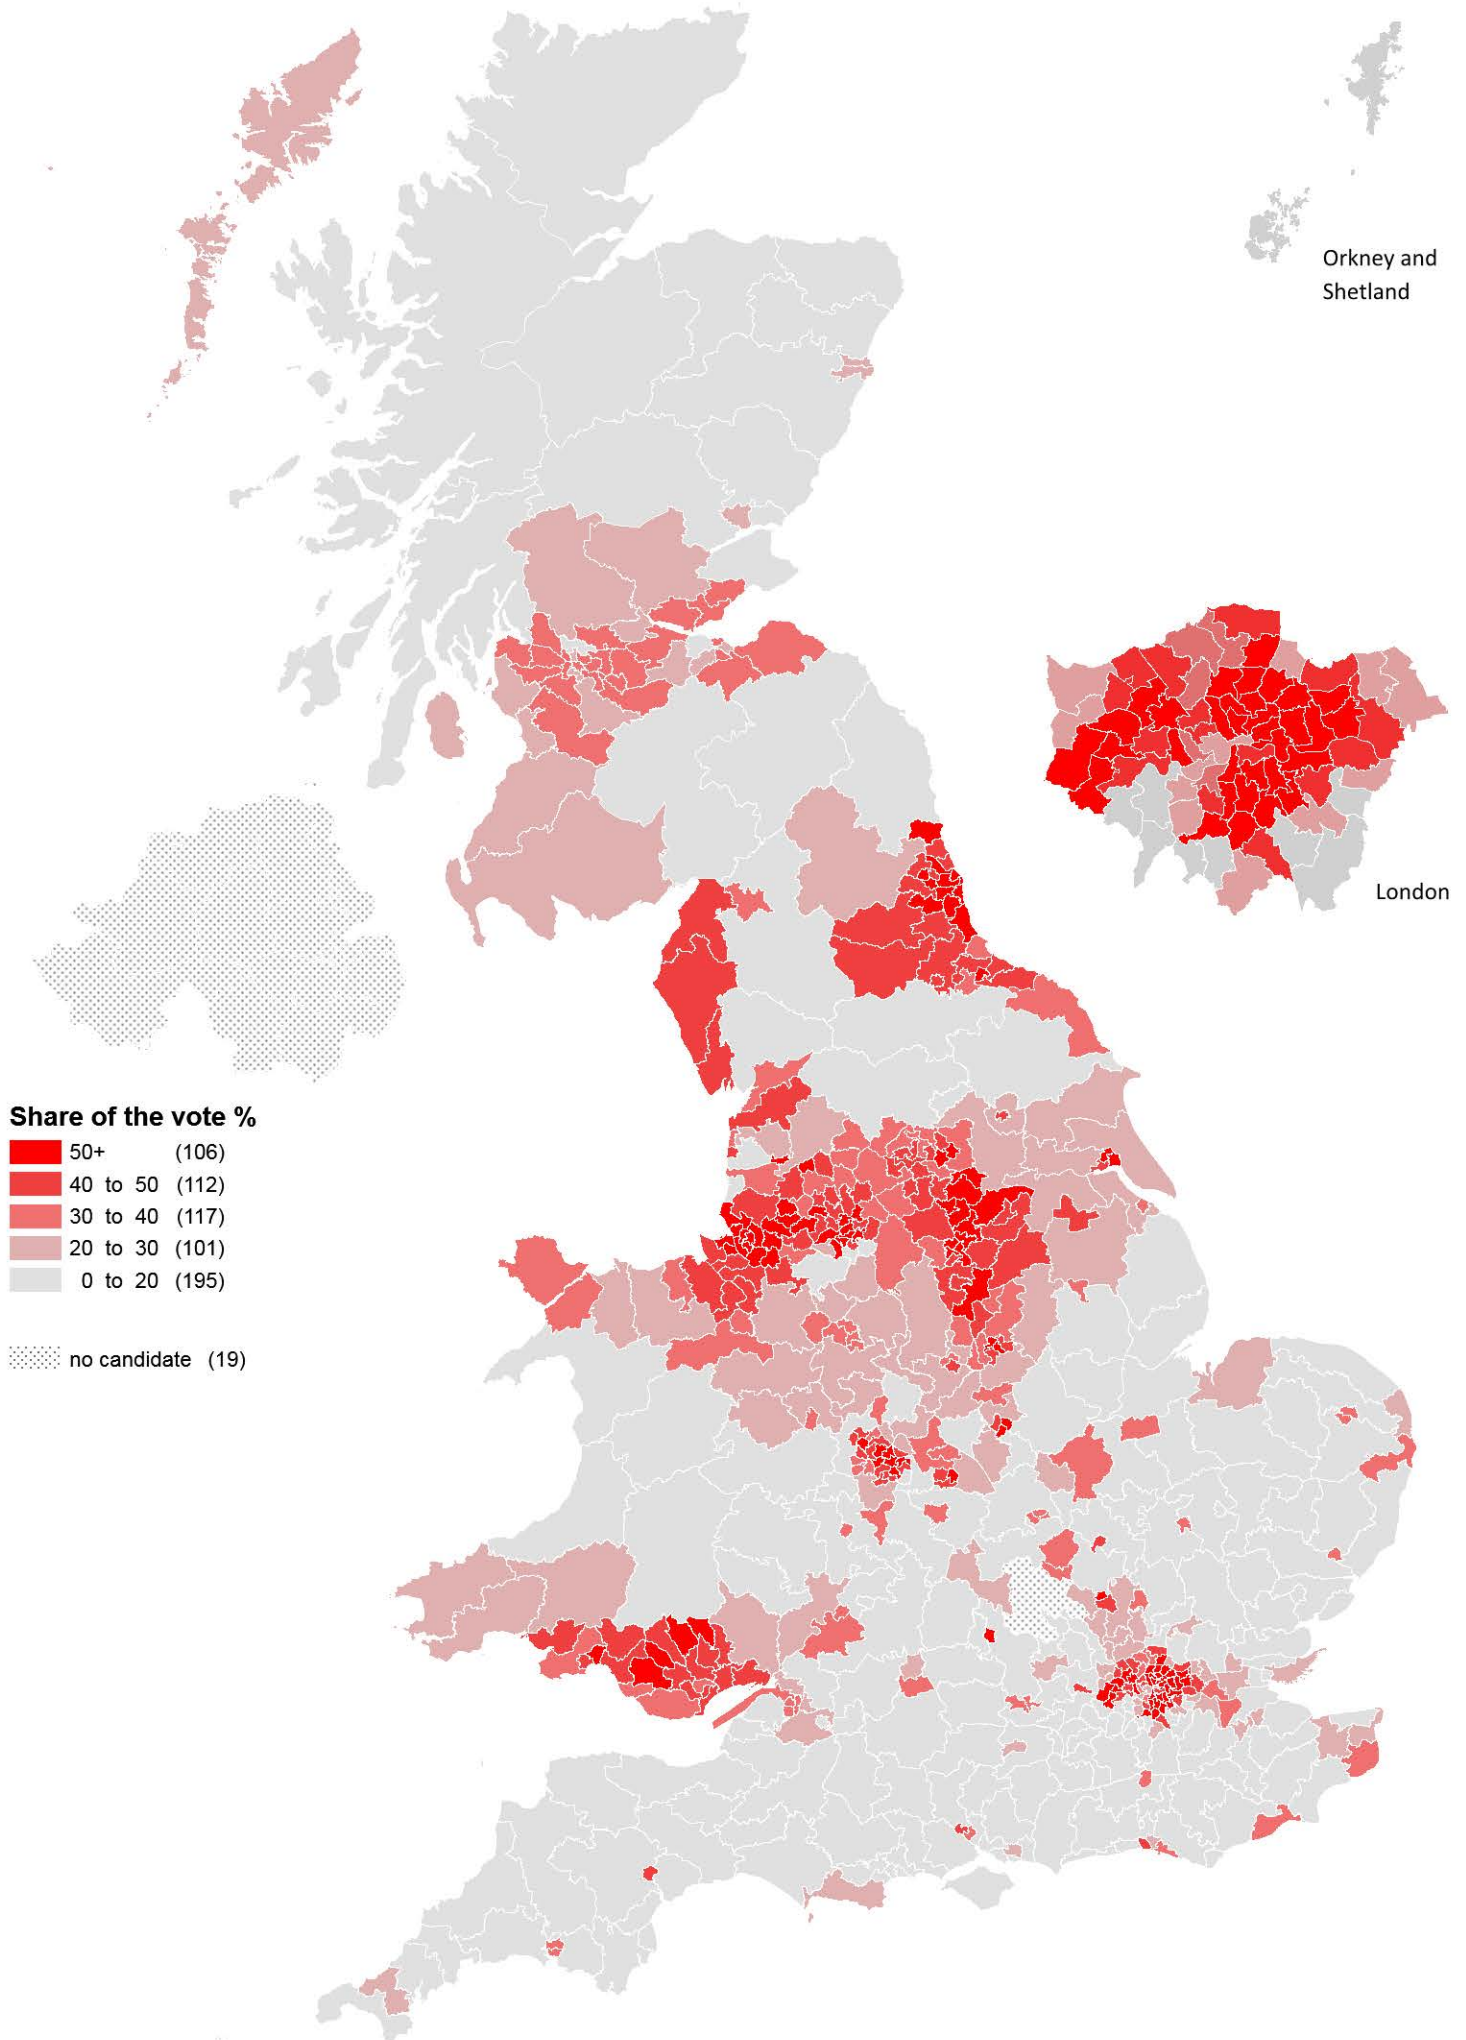 Orkney and
Shetland
London
Share of the vote %
50+ (106)
40 to 50 (112)
30 to 40 (117)
20 to 30 (101)
0 to 20 (195)
no candidate (19)